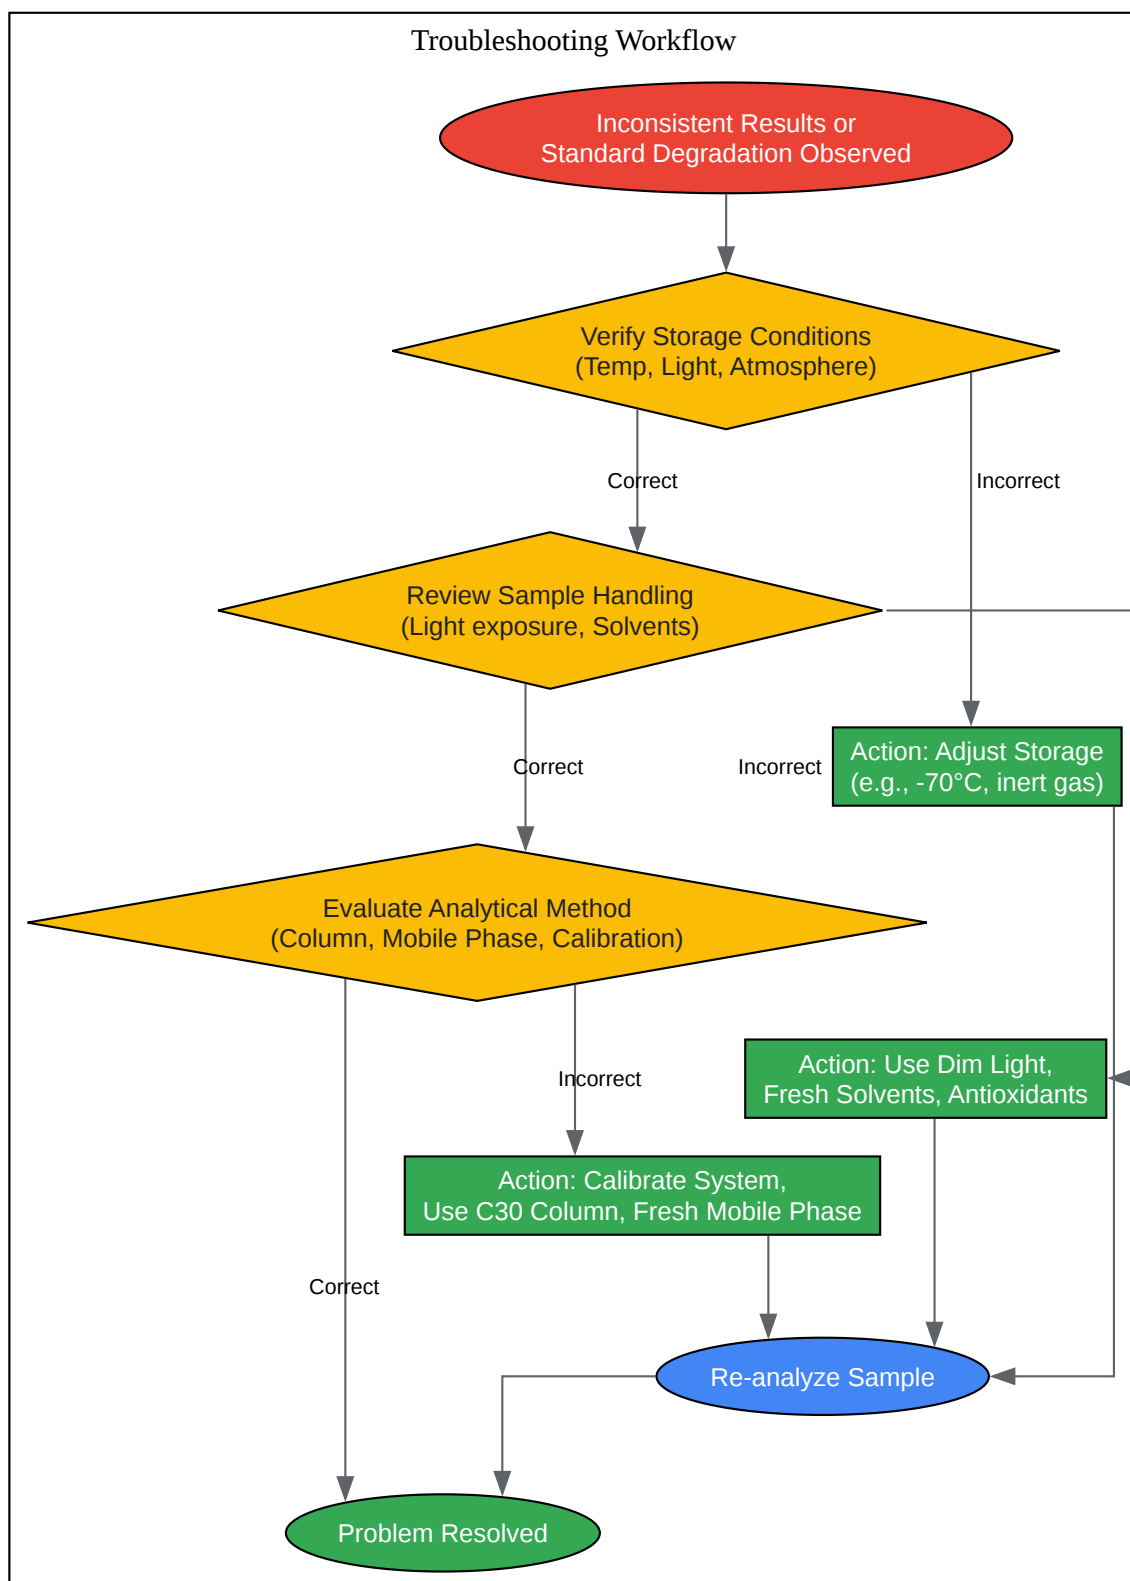 Troubleshooting Workflow
Inconsistent Results or
Standard Degradation Observed
Verify Storage Conditions
(Temp, Light, Atmosphere)
Correct
Incorrect
Review Sample Handling
(Light exposure, Solvents)
Correct
Incorrect
Action: Adjust Storage
(e.g., -70°C, inert gas)
Evaluate Analytical Method
(Column, Mobile Phase, Calibration)
Incorrect
Action: Use Dim Light,
Fresh Solvents, Antioxidants
Action: Calibrate System,
Use C30 Column, Fresh Mobile Phase
Correct
Re-analyze Sample
Problem Resolved